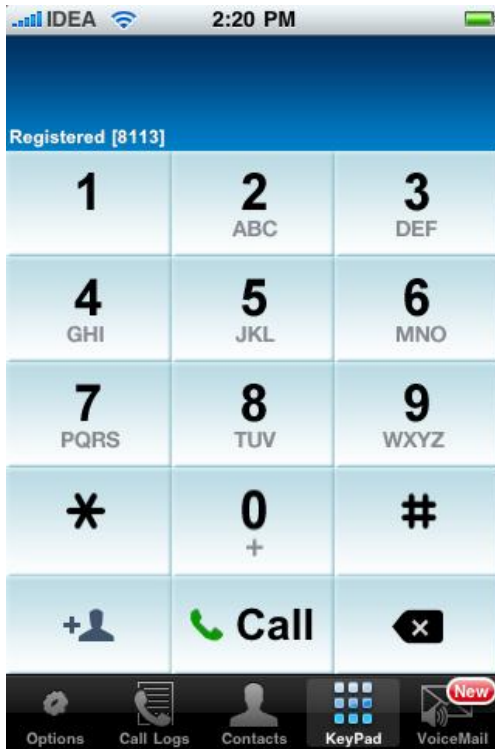 IDEA 2:20 PM
Registered [8113]
1 2 3
ABC DEF
4 5 6
GHI JKL MNO
7 8 9
PQRS TUV WXYZ
* 0 #
+
+ Call ×
New
Options Call Logs Contacts KeyPad VoiceMail